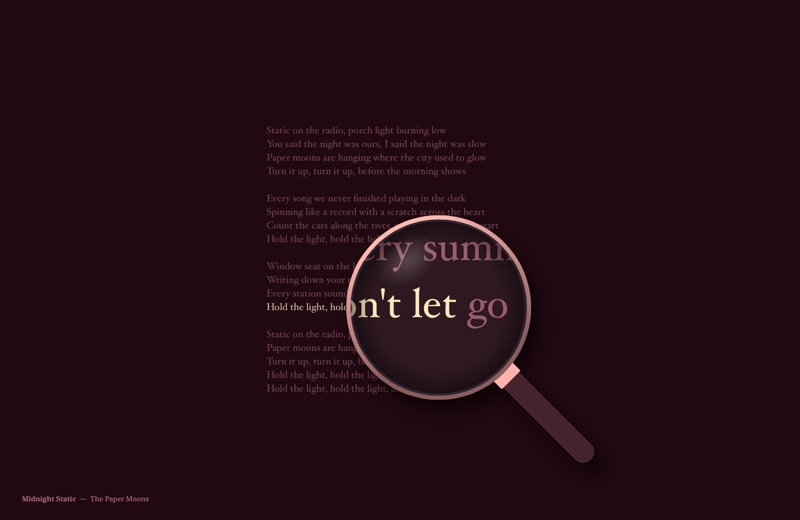 Static on the radio, porch light burning low
You said the night was ours, I said the night was slow
Paper moons are hanging where the city used to glow
Turn it up, turn it up, before the morning shows
Every song we never finished playing in the dark
Spinning like a record with a scratch across the heart
Count the cars along the river start
Hold the light, hold the
Window seat on the
Writing down your
Every station
Hold the light, hold on't let go
Static on the radio,
Paper moons are
Turn it up, turn it up,
Hold the light, hold the
Hold the light, hold the light,
Midnight Static — The Paper Moons